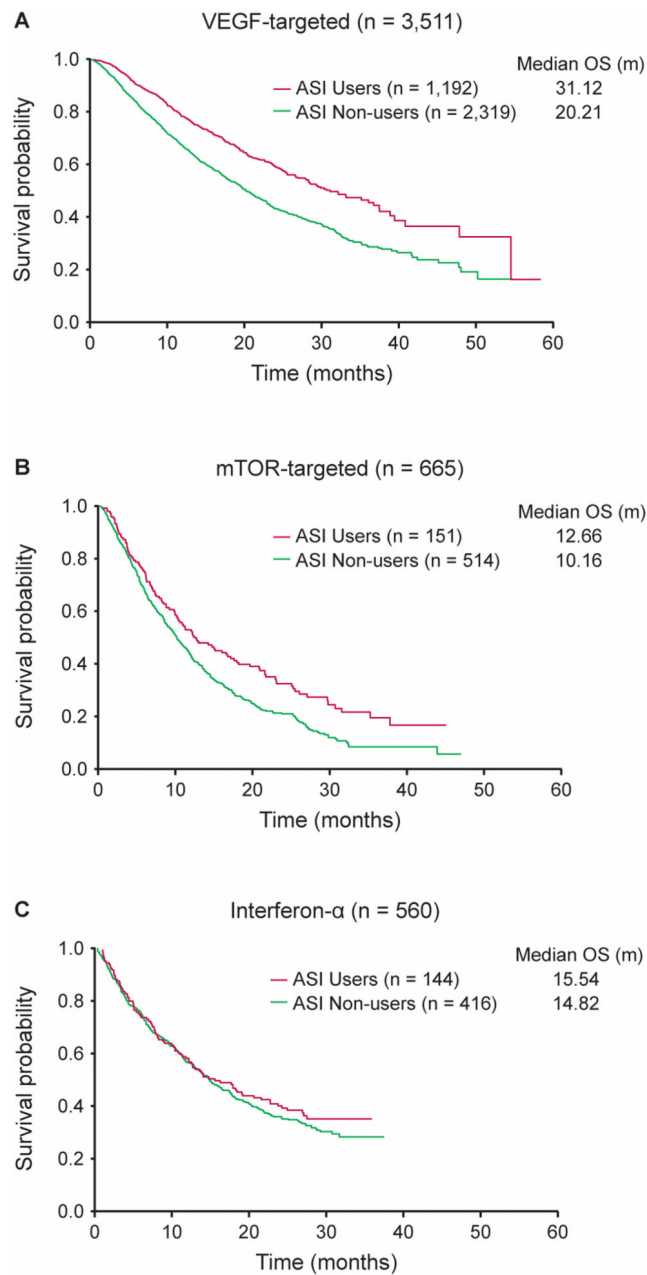 A
VEGF-targeted (n = 3,511)
Median OS (m)
ASI Users (n = 1,192) 31.12
ASI Non-users (n = 2,319) 20.21
Survival probability
1.0
0.8
0.6
0.4
0.2
0.0
0 10 20 30 40 50 60
Time (months)
B
mTOR-targeted (n = 665)
Median OS (m)
ASI Users (n = 151) 12.66
ASI Non-users (n = 514) 10.16
Survival probability
1.0
0.8
0.6
0.4
0.2
0.0
0 10 20 30 40 50 60
Time (months)
C
Interferon-α (n = 560)
Median OS (m)
ASI Users (n = 144) 15.54
ASI Non-users (n = 416) 14.82
Survival probability
1.0
0.8
0.6
0.4
0.2
0.0
0 10 20 30 40 50 60
Time (months)